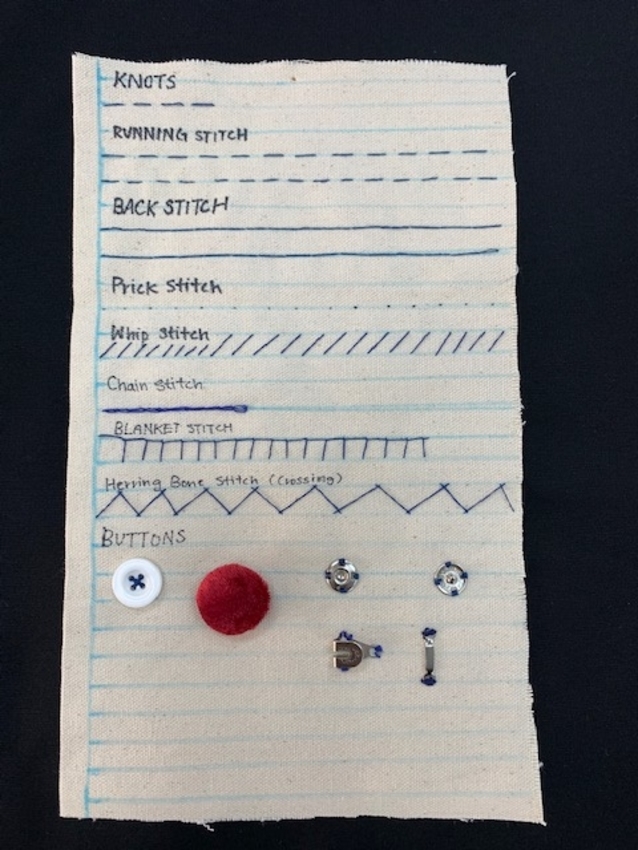 KNOTS
RUNNING STITCH
BACK STITCH
Prick Stitch
Whip Stitch
Chain Stitch
BLANKET STITCH
Herring Bone Stitch (Crossing)
BUTTONS